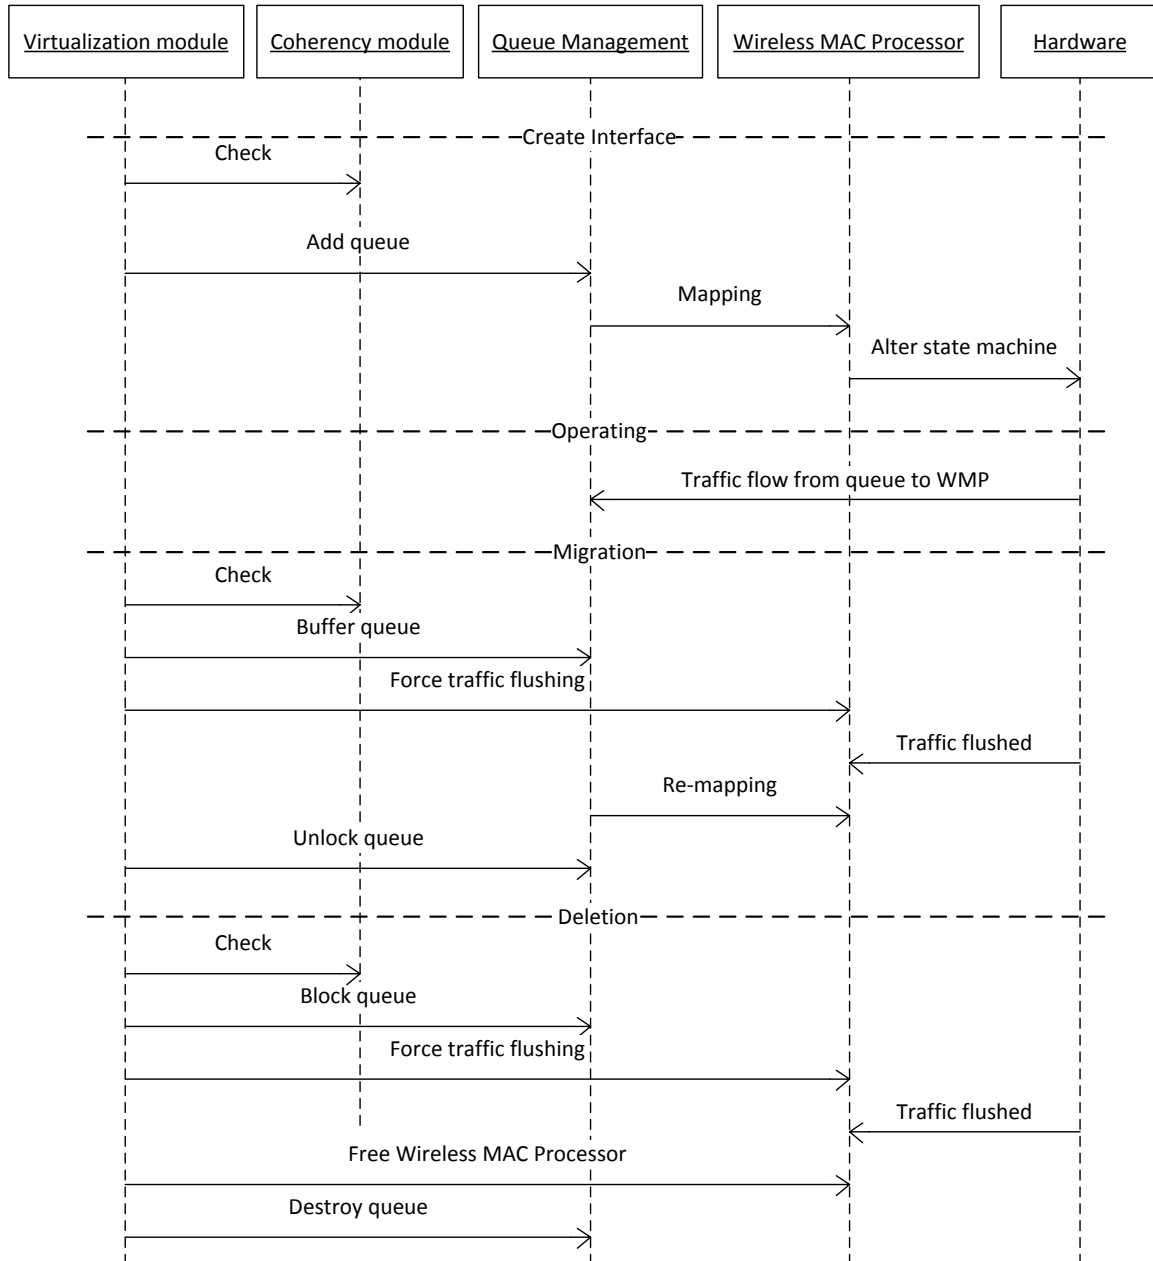 Virtualization module Coherency module Queue Management Wireless MAC Processor Hardware
Create Interface
Check
Add queue
Mapping
Alter state machine
Operating
Traffic flow from queue to WMP
Migration
Check
Buffer queue
Force traffic flushing
Traffic flushed
Re-mapping
Unlock queue
Deletion
Check
Block queue
Force traffic flushing
Traffic flushed
Free Wireless MAC Processor
Destroy queue